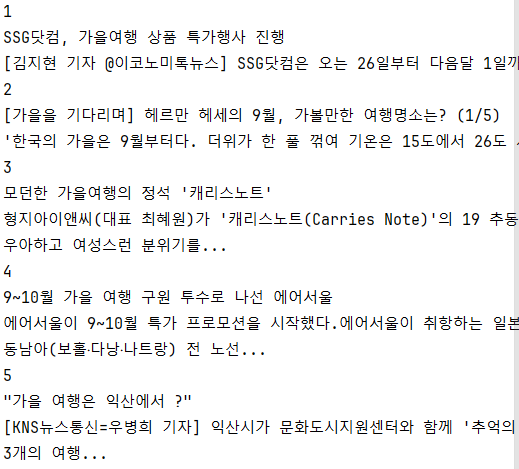 1
SSG닷컴, 가을여행 상품 특가행사 진행
[김지현 기자 @이코노미톡뉴스] SSG닷컴은 오는 26일부터 다음달 1일까
2
[가을을 기다리며] 헤르만 헤세의 9월, 가볼만한 여행명소는? (1/5)
'한국의 가을은 9월부터다. 더위가 한 풀 꺾여 기온은 15도에서 26도
3
모던한 가을여행의 정석 '캐리스노트'
형지아이앤씨(대표 최혜원)가 '캐리스노트(Carries Note)'의 19 추동
우아하고 여성스런 분위기를...
4
9~10월 가을 여행 구원 투수로 나선 에어서울
에어서울이 9~10월 특가 프로모션을 시작했다.에어서울이 취항하는 일본
동남아(보홀·다낭·나트랑) 전 노선...
5
"가을 여행은 익산에서 ?"
[KNS뉴스통신=우병희 기자] 익산시가 문화도시지원센터와 함께 '추억의
3개의 여행...